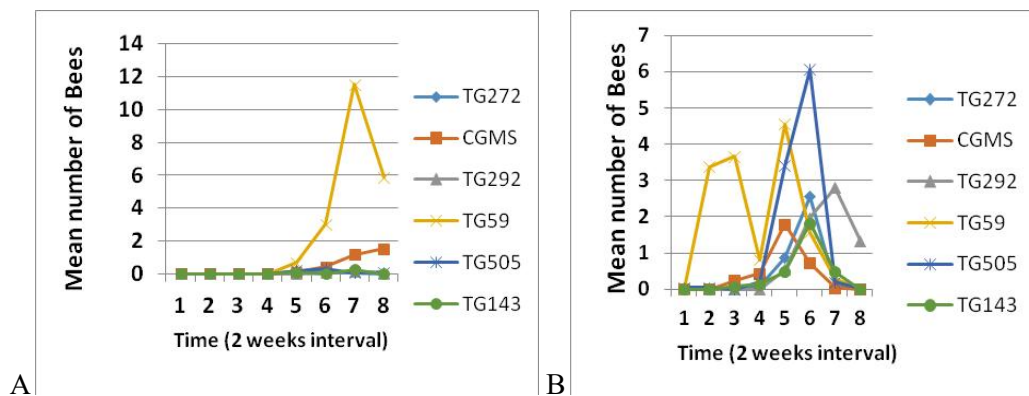 Mean number of Bees
14
12
10
8
6
4
2
0
1 2 3 4 5 6 7 8
Time (2 weeks interval)
TG272
CGMS
TG292
TG59
TG505
TG143
A
Mean number of Bees
7
6
5
4
3
2
1
0
1 2 3 4 5 6 7 8
Time (2 weeks interval)
TG272
CGMS
TG292
TG59
TG505
TG143
B